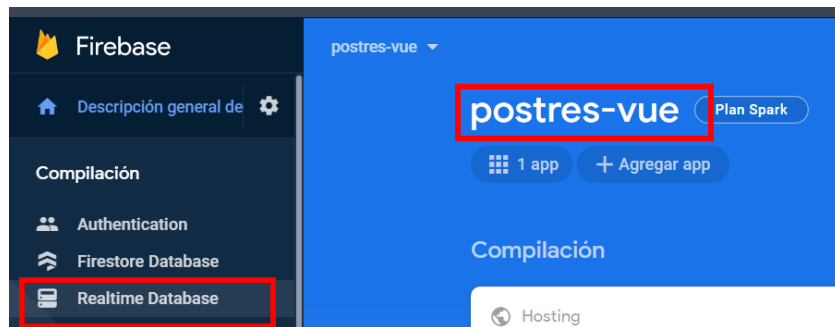 Firebase
Descripción general de
Compilación
Authentication
Firestore Database
Realtime Database
postres-vue
postres-vue Plan Spark
1 app + Agregar app
Compilación
Hosting